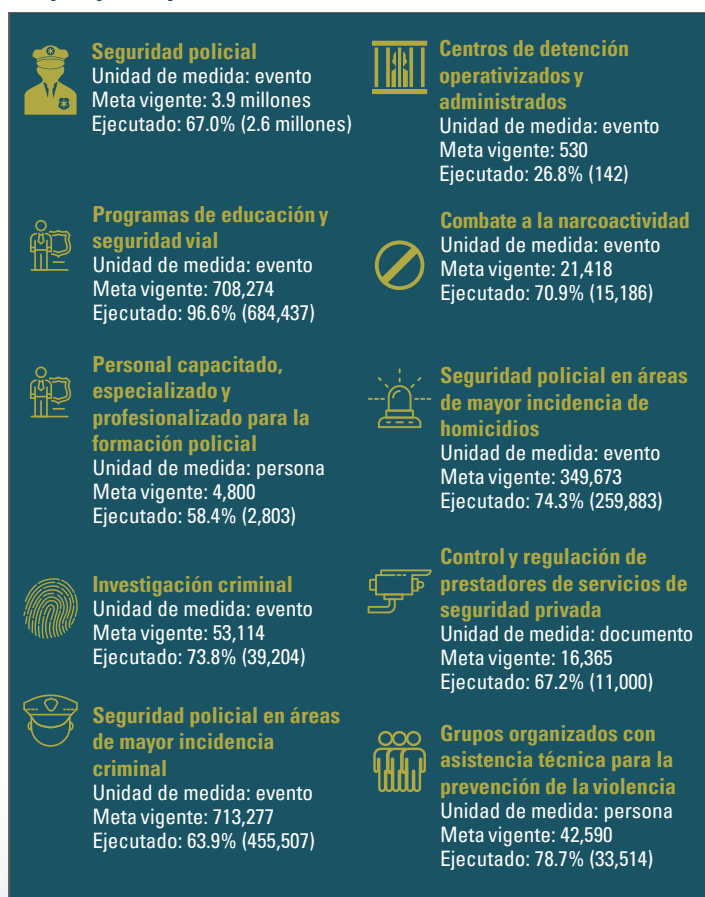 Seguridad policial
Unidad de medida: evento
Meta vigente: 3.9 millones
Ejecutado: 67.0% (2.6 millones)
Programas de educación y
seguridad vial
Unidad de medida: evento
Meta vigente: 708,274
Ejecutado: 96.6% (684,437)
Personal capacitado,
especializado y
profesionalizado para la
formación policial
Unidad de medida: persona
Meta vigente: 4,800
Ejecutado: 58.4% (2,803)
Investigación criminal
Unidad de medida: evento
Meta vigente: 53,114
Ejecutado: 73.8% (39,204)
Seguridad policial en áreas
de mayor incidencia
criminal
Unidad de medida: evento
Meta vigente: 713,277
Ejecutado: 63.9% (455,507)
Centros de detención
operativizados y
administrados
Unidad de medida: evento
Meta vigente: 530
Ejecutado: 26.8% (142)
Combate a la narcoactividad
Unidad de medida: evento
Meta vigente: 21,418
Ejecutado: 70.9% (15,186)
Seguridad policial en áreas
de mayor incidencia de
homicidios
Unidad de medida: evento
Meta vigente: 349,673
Ejecutado: 74.3% (259,883)
Control y regulación de
prestadores de servicios de
seguridad privada
Unidad de medida: documento
Meta vigente: 16,365
Ejecutado: 67.2% (11,000)
Grupos organizados con
asistencia técnica para la
prevención de la violencia
Unidad de medida: persona
Meta vigente: 42,590
Ejecutado: 78.7% (33,514)